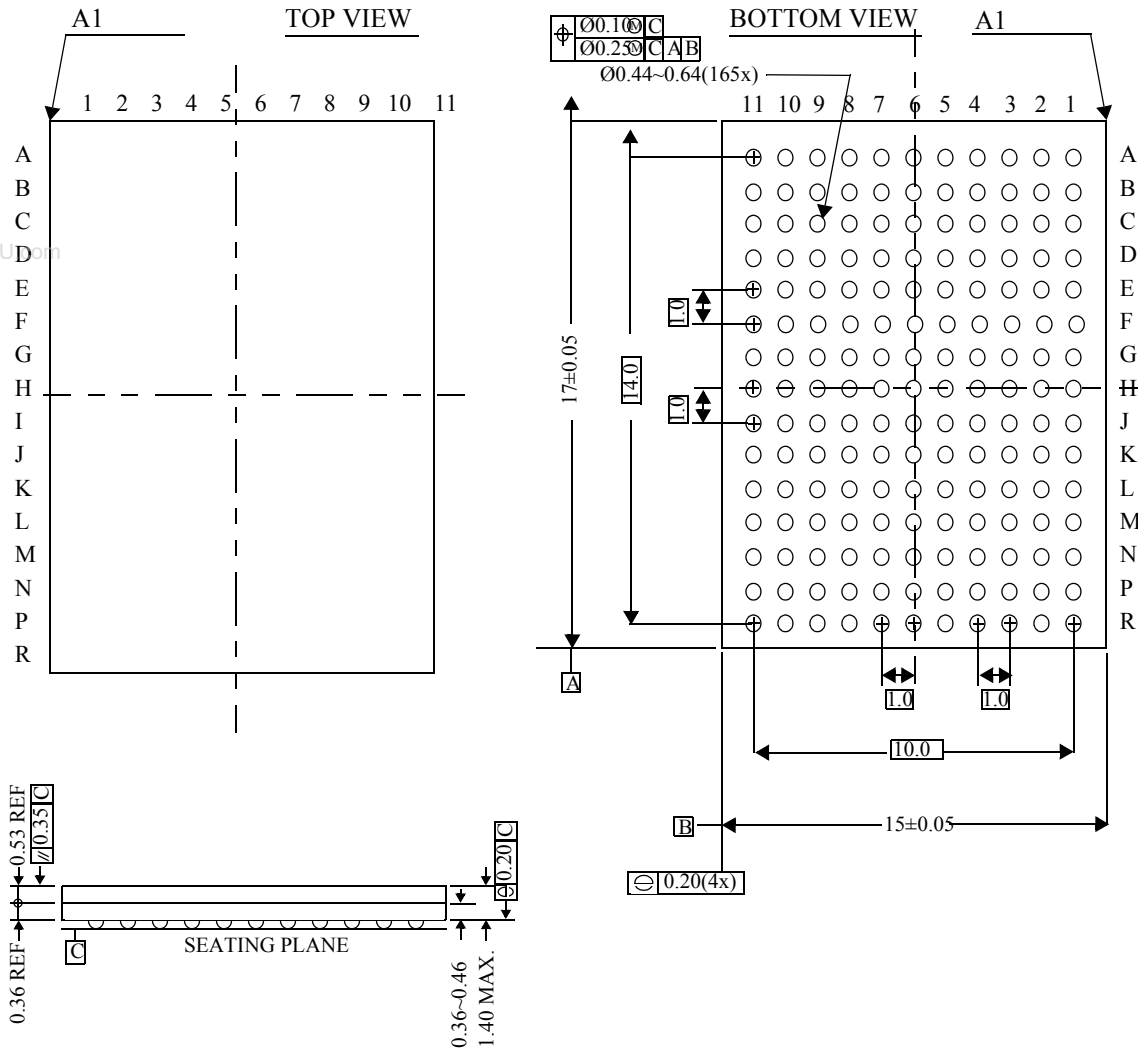 A1
TOP VIEW
BOTTOM VIEW
A1
Ø0.10Ⓜ C
Ø0.25Ⓜ C A B
Ø0.44~0.64(165x)
1 2 3 4 5 6 7 8 9 10 11
11 10 9 8 7 6 5 4 3 2 1
A
B
C
D
E
F
G
H
I
J
K
L
M
N
P
R
A
B
C
D
E
F
G
H
J
K
L
M
N
P
R
1.0
1.0
17±0.05
14.0
A
1.0
1.0
10.0
B
15±0.05
0.20(4x)
0.53 REF
// 0.35 C
0.20 C
C
SEATING PLANE
0.36 REF
0.36~0.46
1.40 MAX.